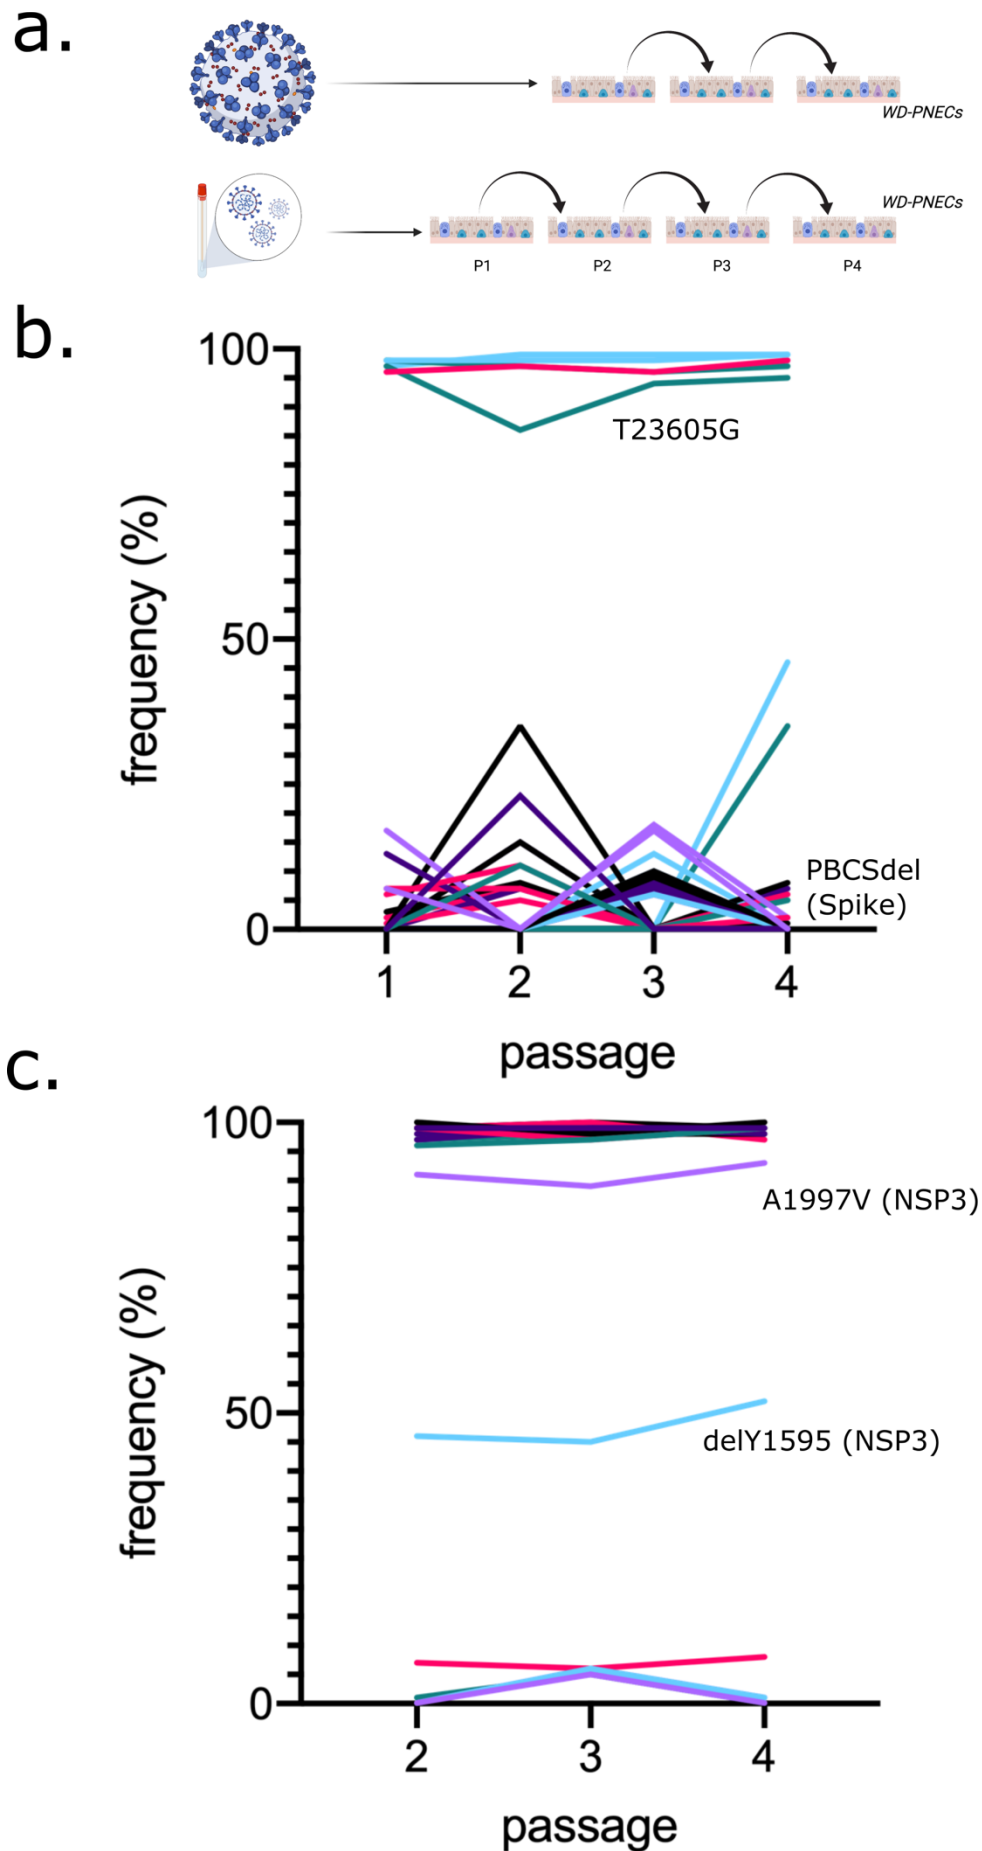 a.
WD-PNECs
WD-PNECs
P1 P2 P3 P4
b.
100
T23605G
frequency (%)
50
PBCSdel
(Spike)
0
1 2 3 4
passage
c.
100
A1997V (NSP3)
frequency (%)
50
delY1595 (NSP3)
0
2 3 4
passage